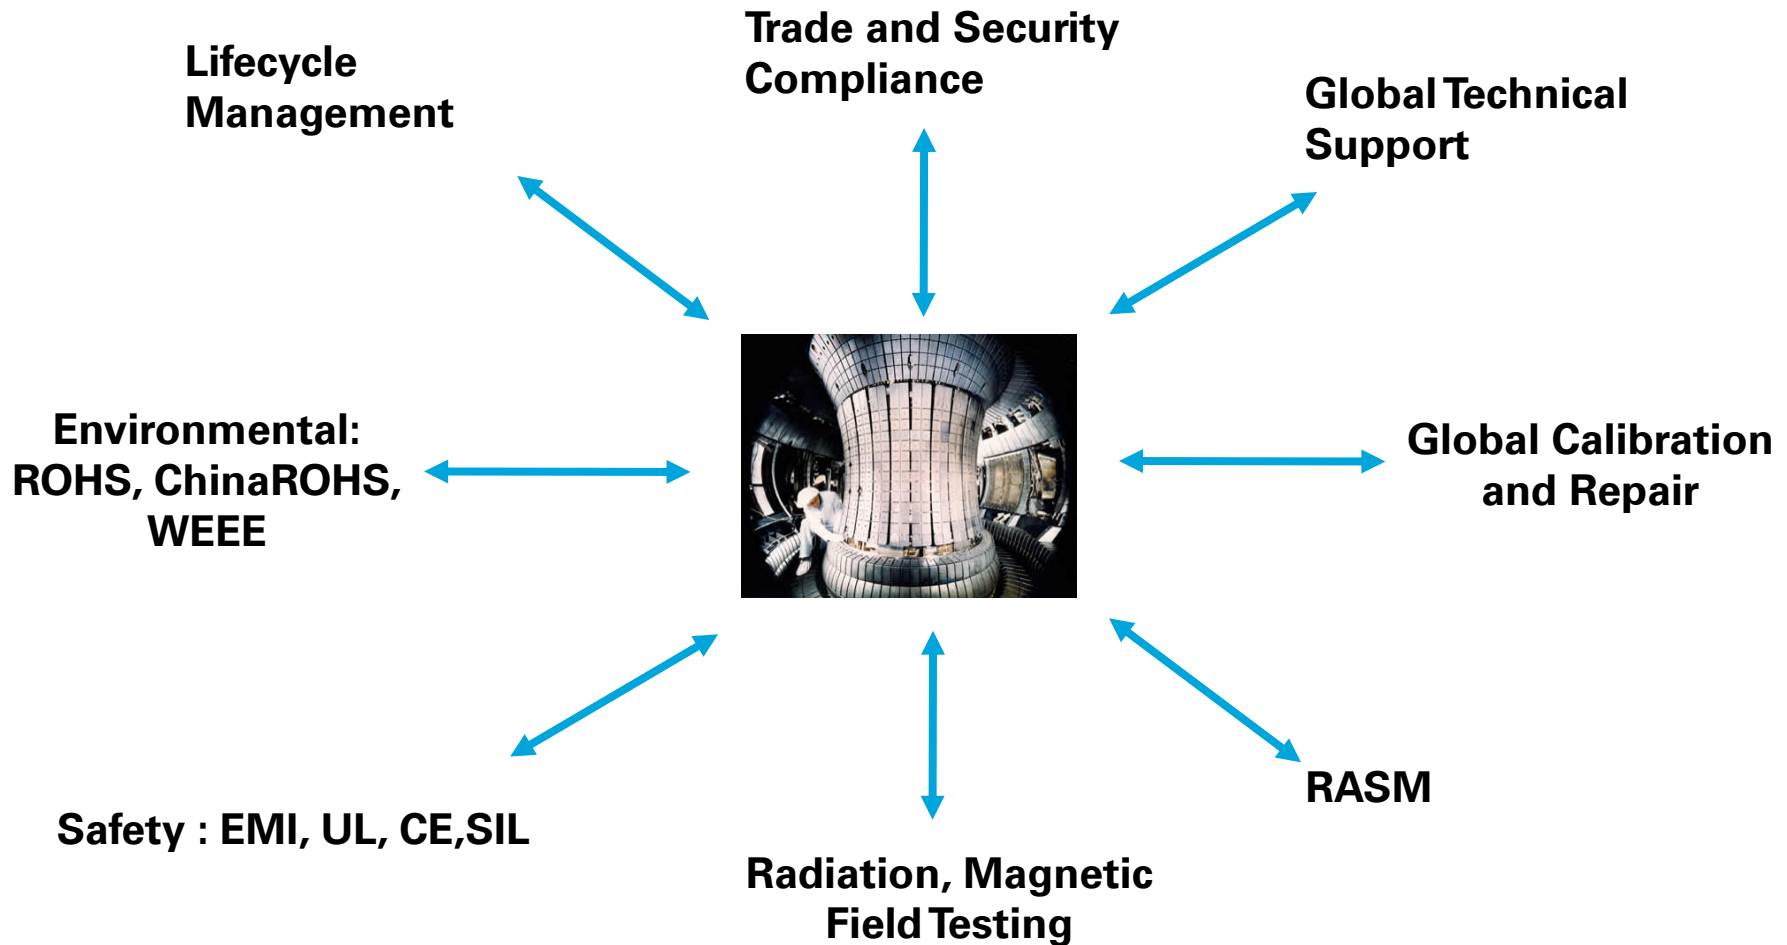 Trade and Security
Compliance
Lifecycle
Management
Global Technical
Support
Environmental:
ROHS, ChinaROHS,
WEEE
Global Calibration
and Repair
RASM
Safety : EMI, UL, CE,SIL
Radiation, Magnetic
Field Testing